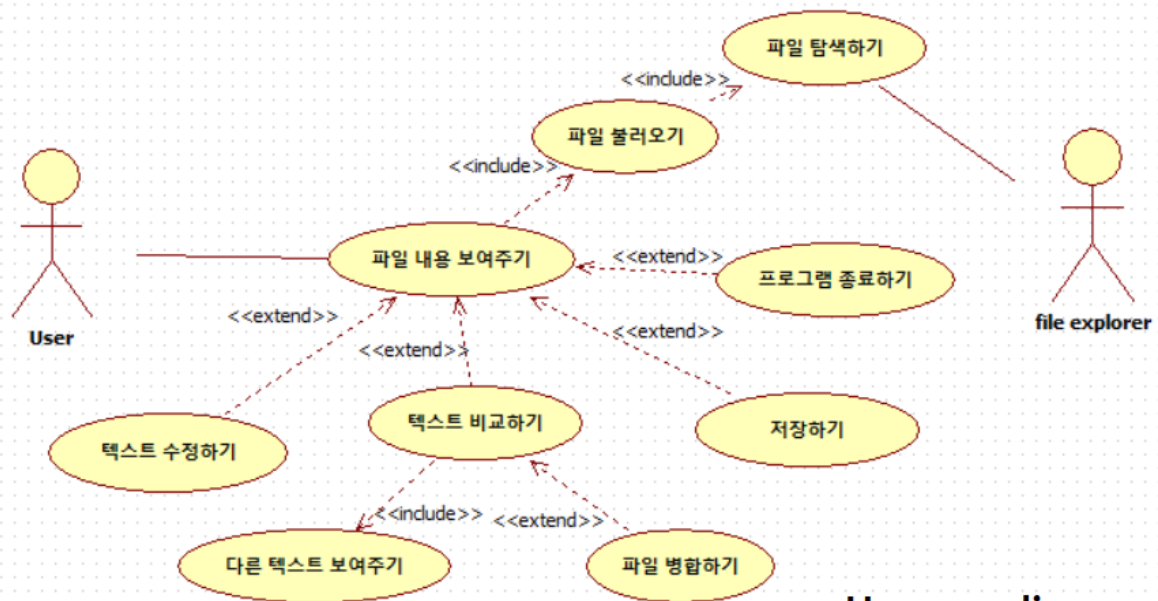 파일 탐색하기
<<include>>
파일 불러오기
<<include>>
파일 내용 보여주기
<<extend>>
프로그램 종료하기
User
file explorer
<<extend>>
<<extend>>
<<extend>>
텍스트 수정하기
텍스트 비교하기
저장하기
<<include>>
<<extend>>
다른 텍스트 보여주기
파일 병합하기